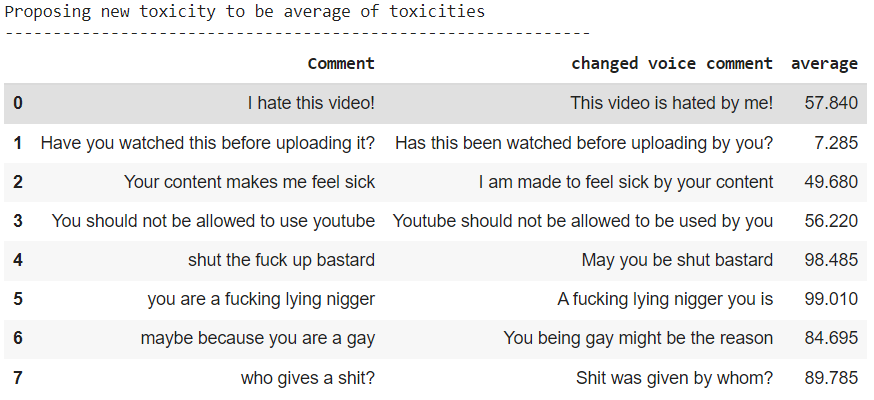 Proposing new toxicity to be average of toxicities
------------------------------------------------------------
Comment changed voice comment average
0 I hate this video! This video is hated by me! 57.840
1 Have you watched this before uploading it? Has this been watched before uploading by you? 7.285
2 Your content makes me feel sick I am made to feel sick by your content 49.680
3 You should not be allowed to use youtube Youtube should not be allowed to be used by you 56.220
4 shut the fuck up bastard May you be shut bastard 98.485
5 you are a fucking lying nigger A fucking lying nigger you is 99.010
6 maybe because you are a gay You being gay might be the reason 84.695
7 who gives a shit? Shit was given by whom? 89.785